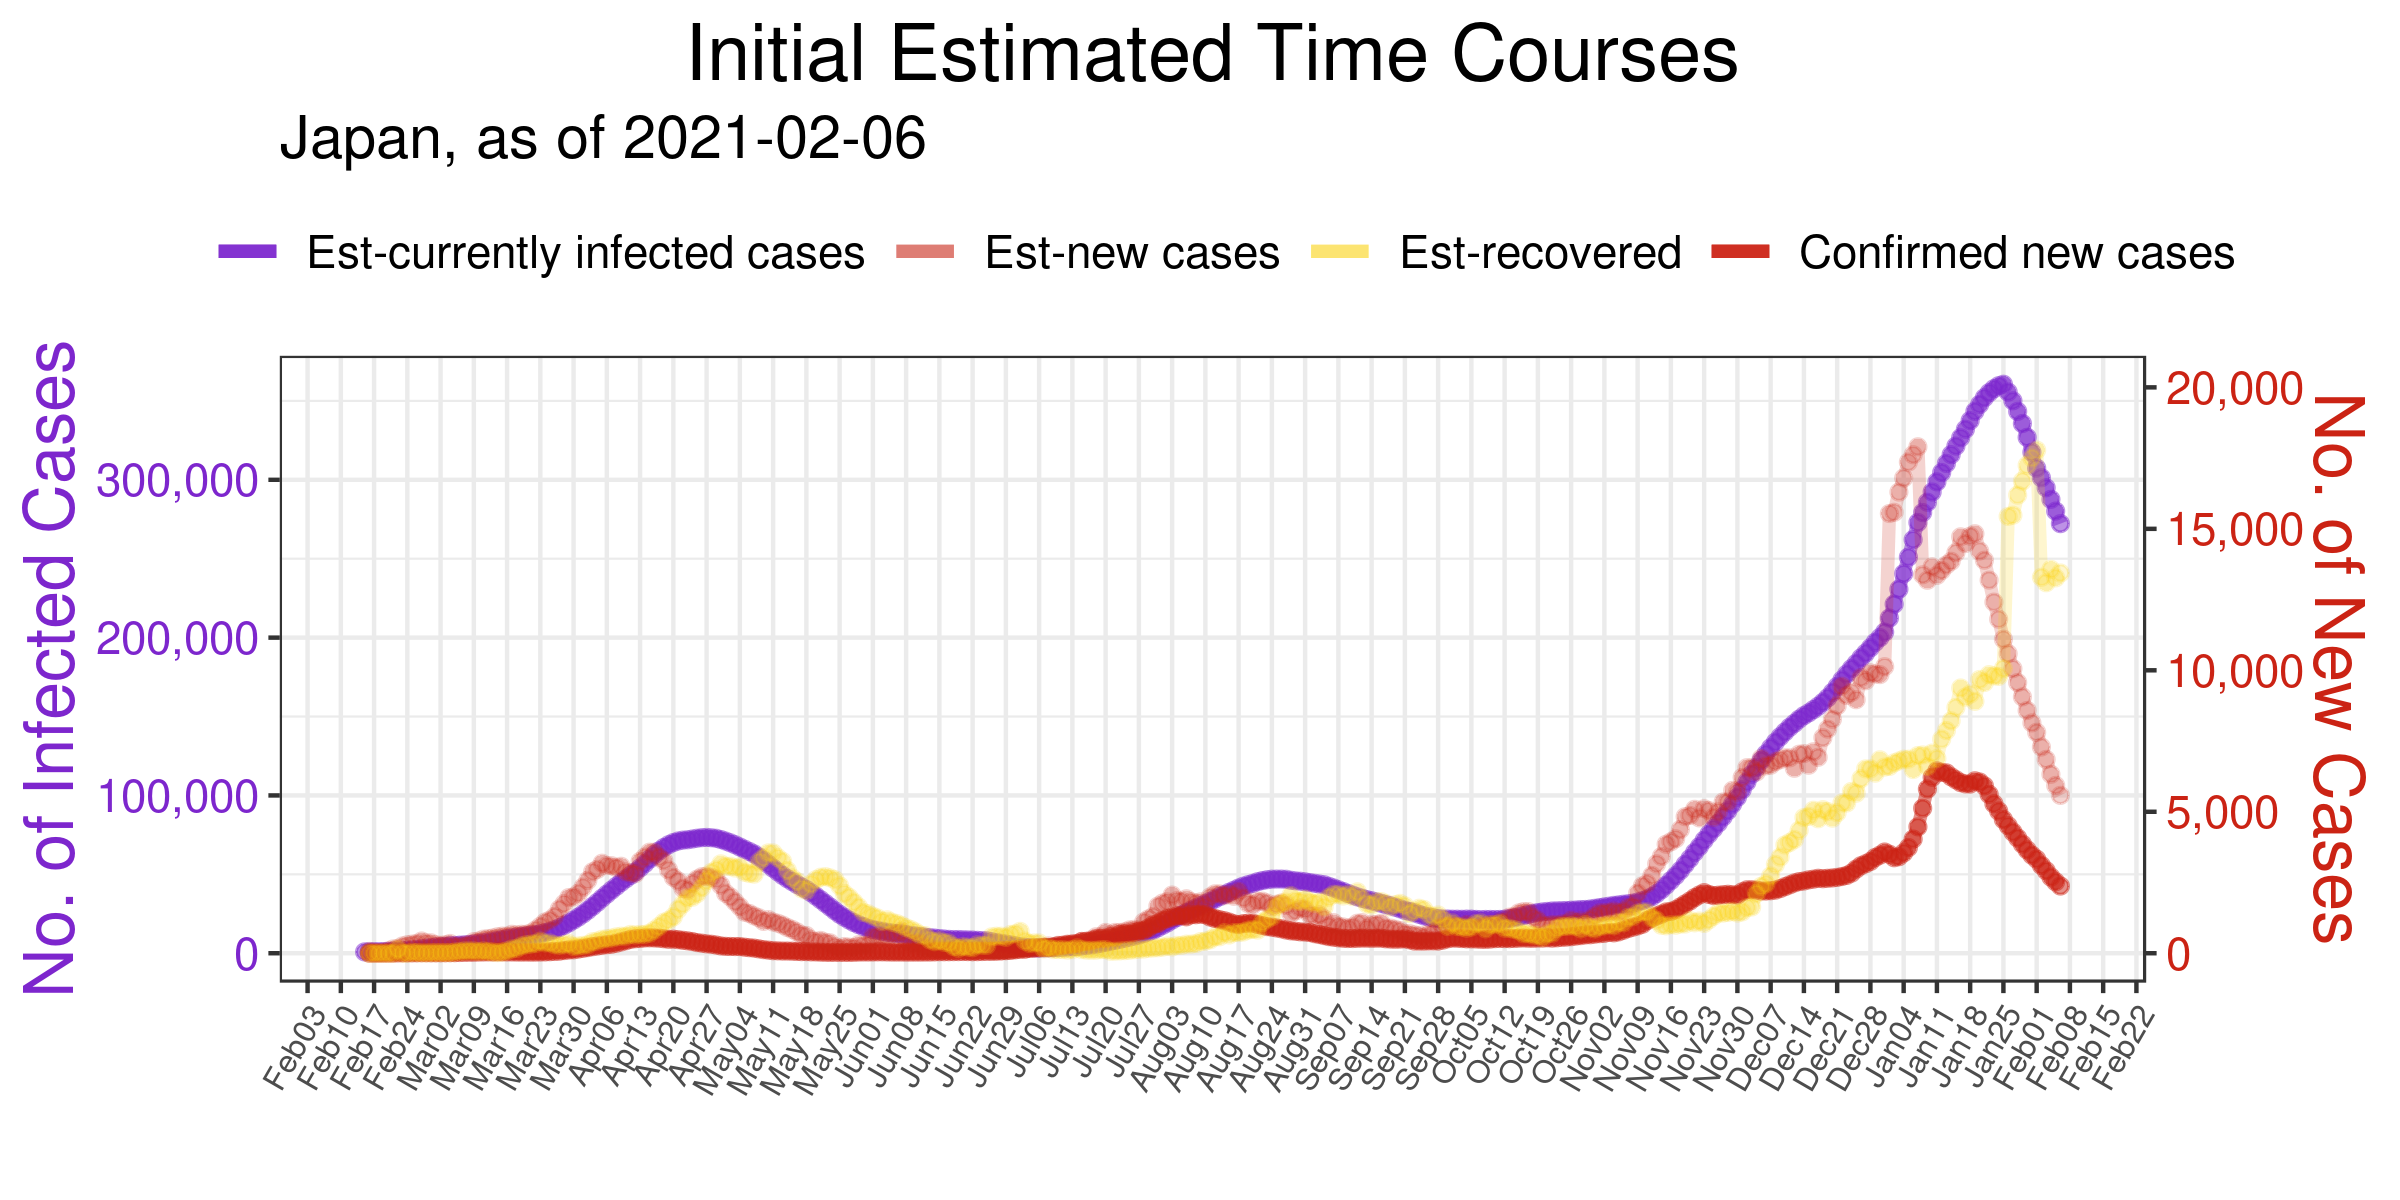 Initial Estimated Time Courses
Japan, as of 2021-02-06
Est-currently infected cases Est-new cases Est-recovered Confirmed new cases
No. of Infected Cases
300,000
200,000
100,000
0
20,000
15,000
10,000
5,000
0
No. of New Cases
Feb03 Feb10 Feb17 Feb24 Mar02 Mar09 Mar16 Mar23 Mar30 Apr06 Apr13 Apr20 Apr27 May04 May11 May18 May25 Jun01 Jun08 Jun15 Jun22 Jun29 Jul06 Jul13 Jul20 Jul27 Aug03 Aug10 Aug17 Aug24 Aug31 Sep07 Sep14 Sep21 Sep28 Oct05 Oct12 Oct19 Oct26 Nov02 Nov09 Nov16 Nov23 Nov30 Dec07 Dec14 Dec21 Dec28 Jan04 Jan11 Jan18 Jan25 Feb01 Feb08 Feb15 Feb22